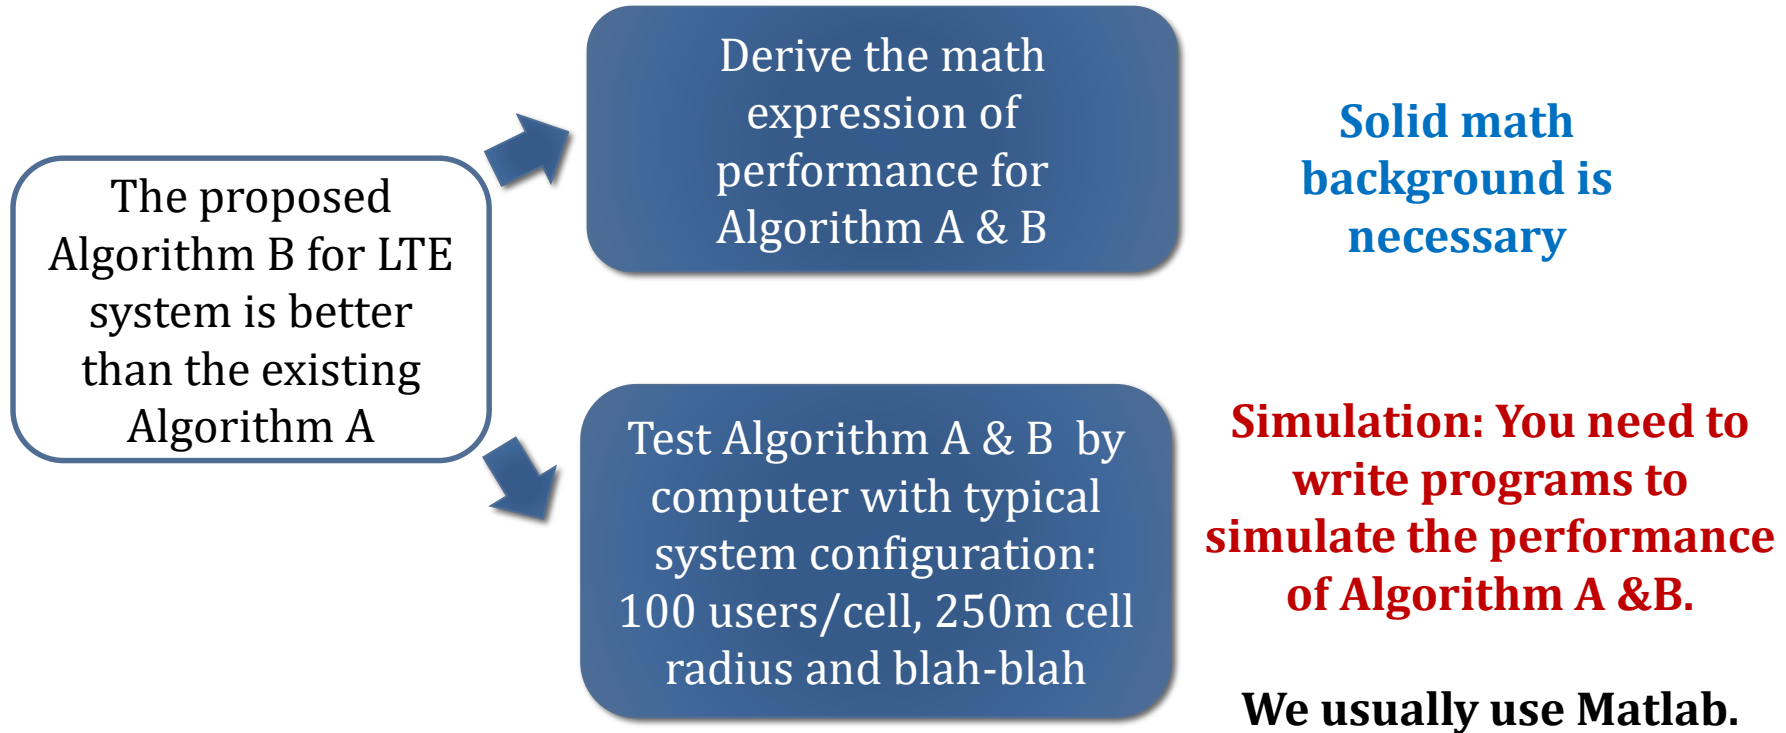 The proposed
Algorithm B for LTE
system is better
than the existing
Algorithm A
Derive the math
expression of
performance for
Algorithm A & B
Solid math
background is
necessary
Test Algorithm A & B by
computer with typical
system configuration:
100 users/cell, 250m cell
radius and blah-blah
Simulation: You need to
write programs to
simulate the performance
of Algorithm A &B.
We usually use Matlab.